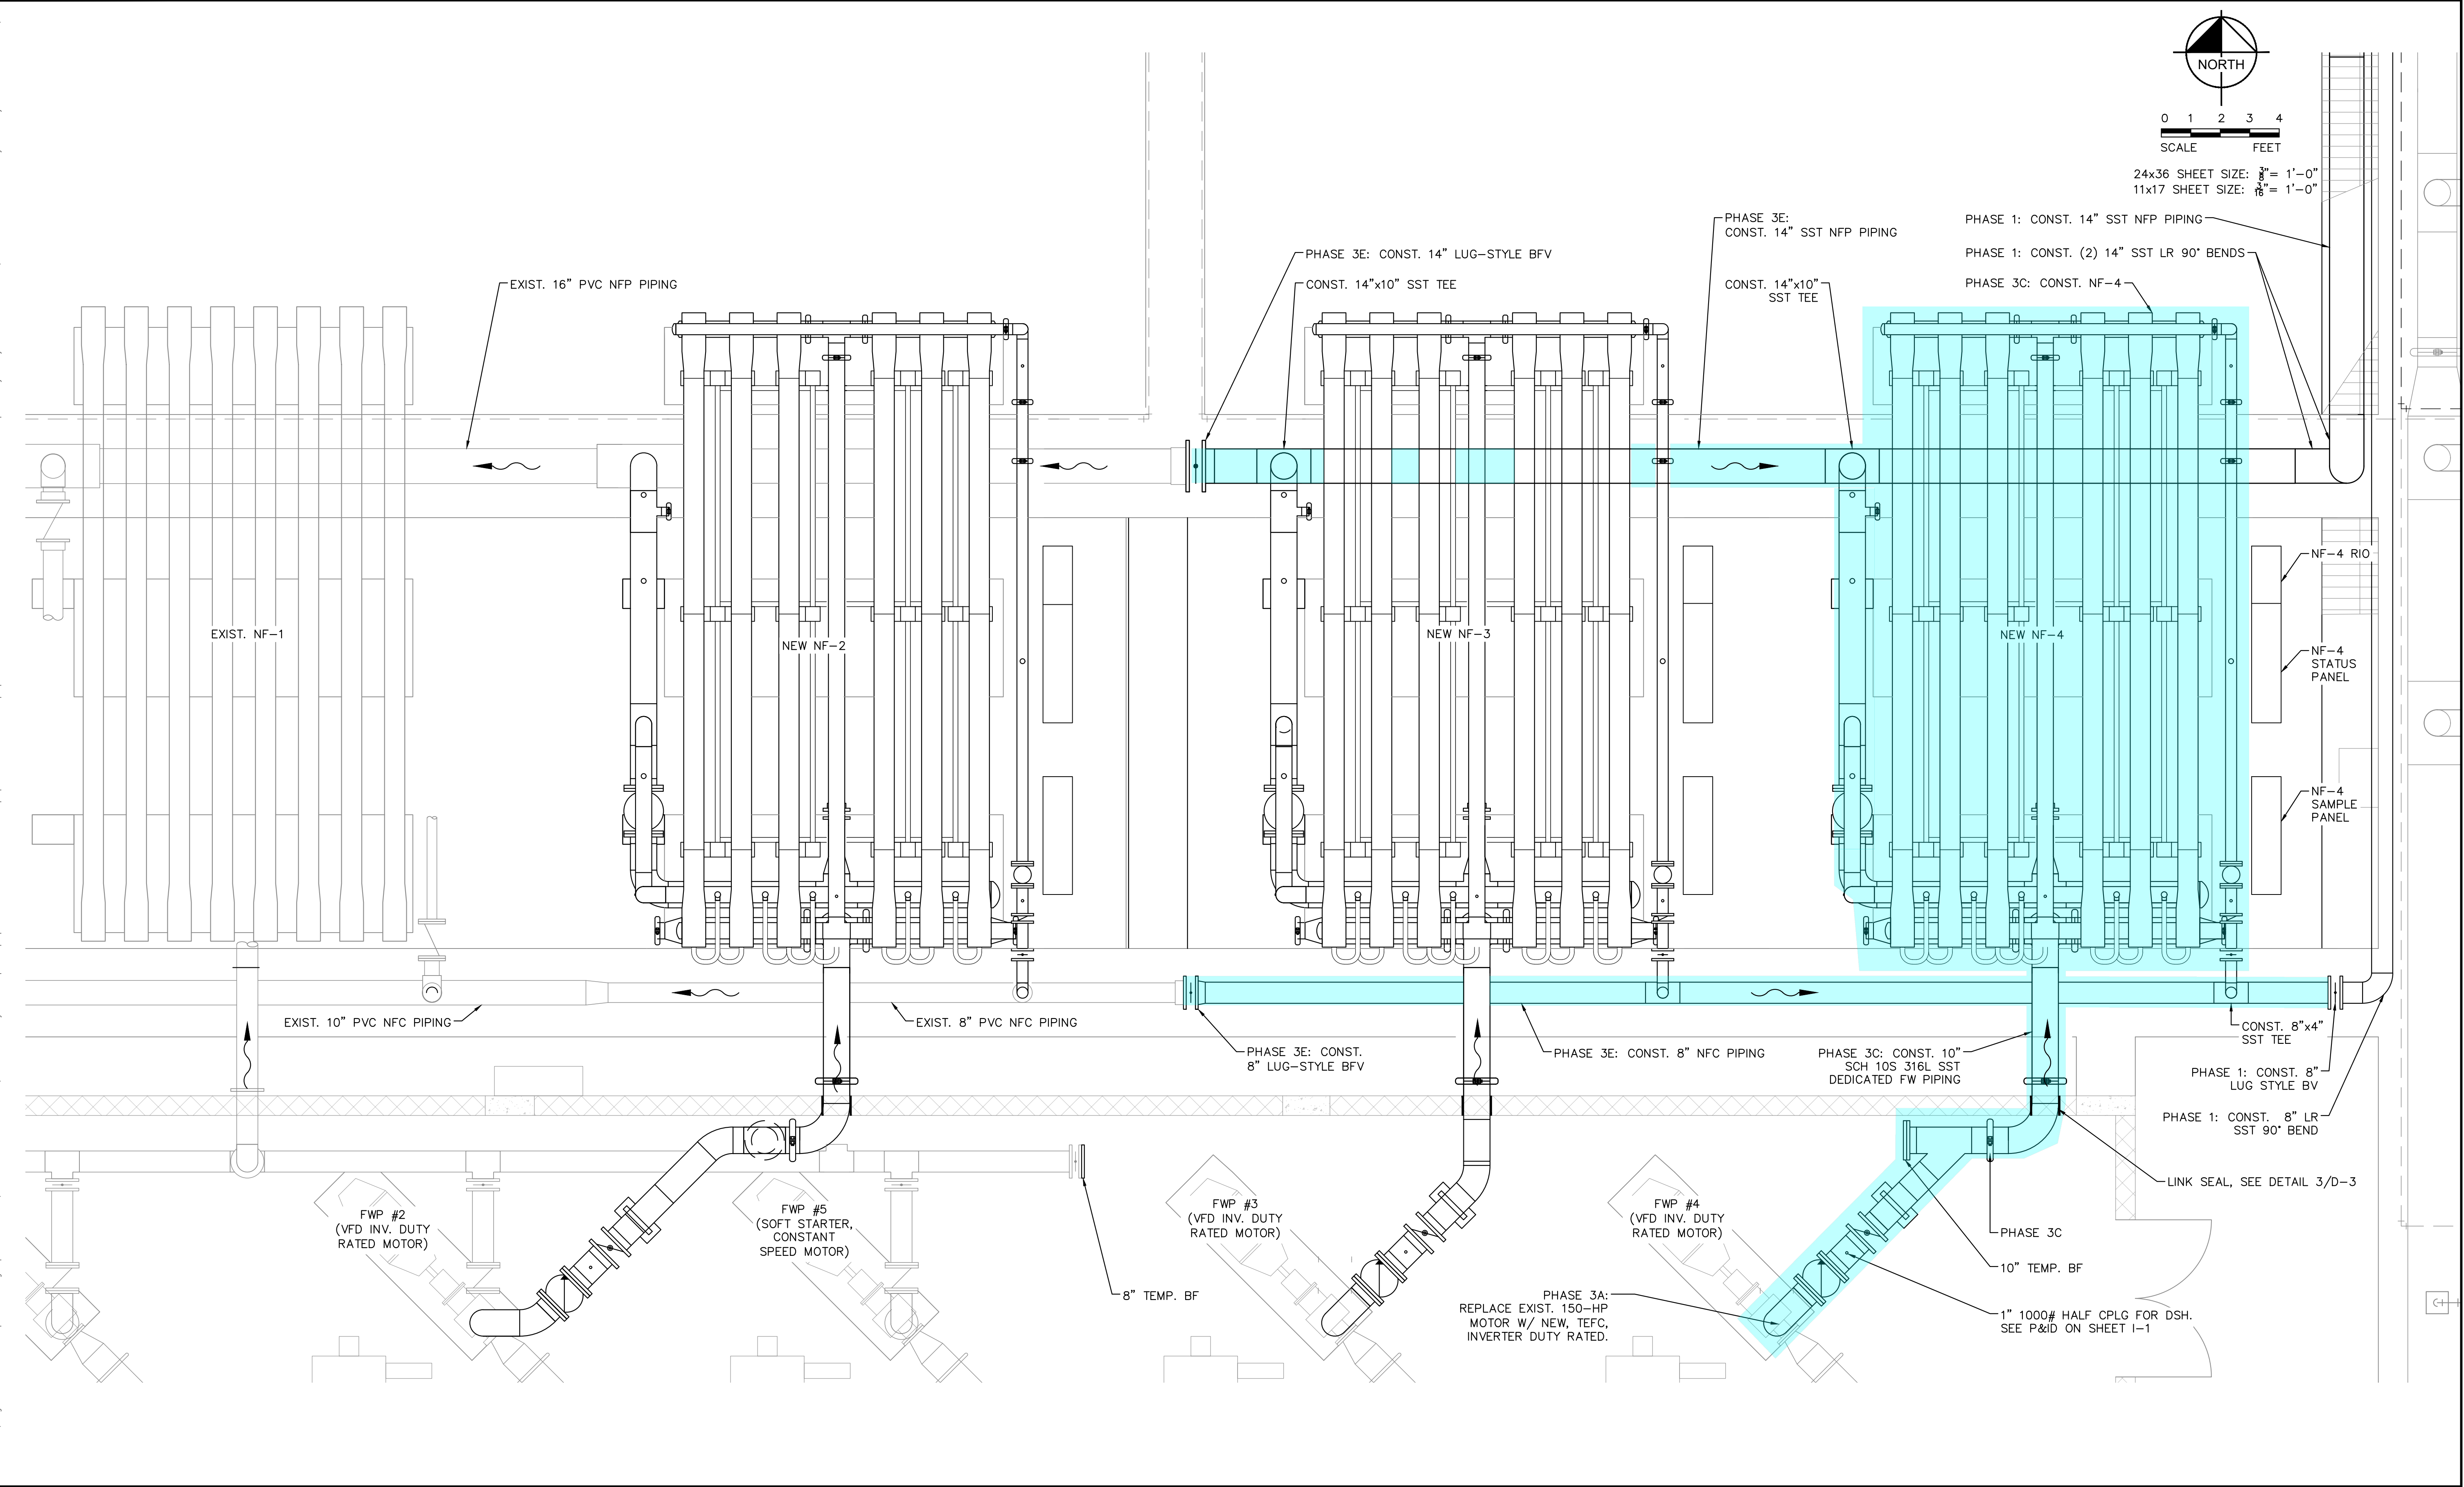 NORTH
0 1 2 3 4
SCALE FEET
24x36 SHEET SIZE: 3/8"= 1'-0"
11x17 SHEET SIZE: 3/16"= 1'-0"
PHASE 3E:
CONST. 14" SST NFP PIPING
PHASE 1: CONST. 14" SST NFP PIPING
PHASE 3E: CONST. 14" LUG-STYLE BFV
PHASE 1: CONST. (2) 14" SST LR 90° BENDS
EXIST. 16" PVC NFP PIPING
CONST. 14"x10" SST TEE
CONST. 14"x10"
SST TEE
PHASE 3C: CONST. NF-4
EXIST. NF-1
NEW NF-2
NEW NF-3
NEW NF-4
NF-4 RIO
NF-4
STATUS
PANEL
NF-4
SAMPLE
PANEL
EXIST. 10" PVC NFC PIPING
EXIST. 8" PVC NFC PIPING
PHASE 3E: CONST.
8" LUG-STYLE BFV
PHASE 3E: CONST. 8" NFC PIPING
PHASE 3C: CONST. 10"
SCH 10S 316L SST
DEDICATED FW PIPING
CONST. 8"x4"
SST TEE
PHASE 1: CONST. 8"
LUG STYLE BV
PHASE 1: CONST. 8" LR
SST 90° BEND
LINK SEAL, SEE DETAIL 3/D-3
FWP #2
(VFD INV. DUTY
RATED MOTOR)
FWP #5
(SOFT STARTER,
CONSTANT
SPEED MOTOR)
FWP #3
(VFD INV. DUTY
RATED MOTOR)
FWP #4
(VFD INV. DUTY
RATED MOTOR)
PHASE 3C
10" TEMP. BF
8" TEMP. BF
PHASE 3A:
REPLACE EXIST. 150-HP
MOTOR W/ NEW, TEFC,
INVERTER DUTY RATED.
1" 1000# HALF CPLG FOR DSH.
SEE P&ID ON SHEET I-1